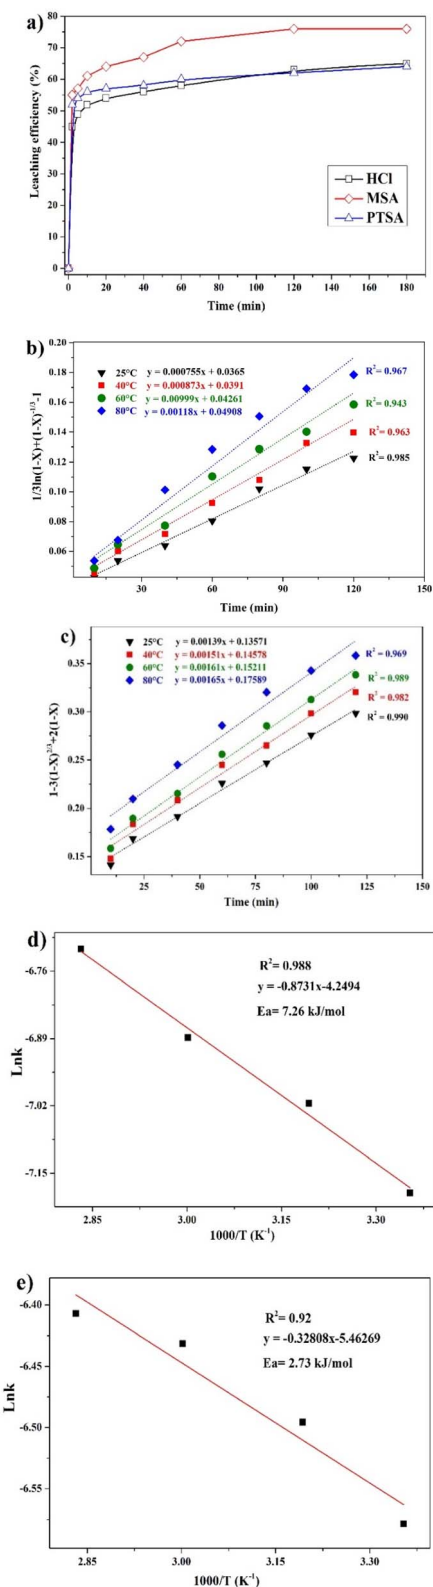 a)
80
70
60
50
40
30
20
10
0
Leaching efficiency (%)
HCl
MSA
PTSA
0 20 40 60 80 100 120 140 160 180
Time (min)
b)
0.20
0.18
0.16
0.14
0.12
0.10
0.08
0.06
1/3ln(1-X)+(1-X)^-1/3-1
25°C y = 0.000755x + 0.0365
40°C y = 0.000873x + 0.0391
60°C y = 0.00999x + 0.04261
80°C y = 0.00118x + 0.04908
R²= 0.967
R²= 0.943
R²= 0.963
R²= 0.985
30 60 90 120 150
Time (min)
c)
0.35
0.30
0.25
0.20
0.15
1-3(1-X)^2/3+2(1-X)
25°C y = 0.00139x + 0.13571
40°C y = 0.00151x + 0.14578
60°C y = 0.00161x + 0.15211
80°C y = 0.00165x + 0.17589
R²= 0.969
R²= 0.989
R²= 0.982
R²= 0.990
25 50 75 100 125 150
Time (min)
d)
-6.76
-6.89
-7.02
-7.15
Lnk
R²= 0.988
y = -0.8731x-4.2494
Ea= 7.26 kJ/mol
2.85 3.00 3.15 3.30
1000/T (K⁻¹)
e)
-6.40
-6.45
-6.50
-6.55
Lnk
R²= 0.92
y = -0.32808x-5.46269
Ea= 2.73 kJ/mol
2.85 3.00 3.15 3.30
1000/T (K⁻¹)